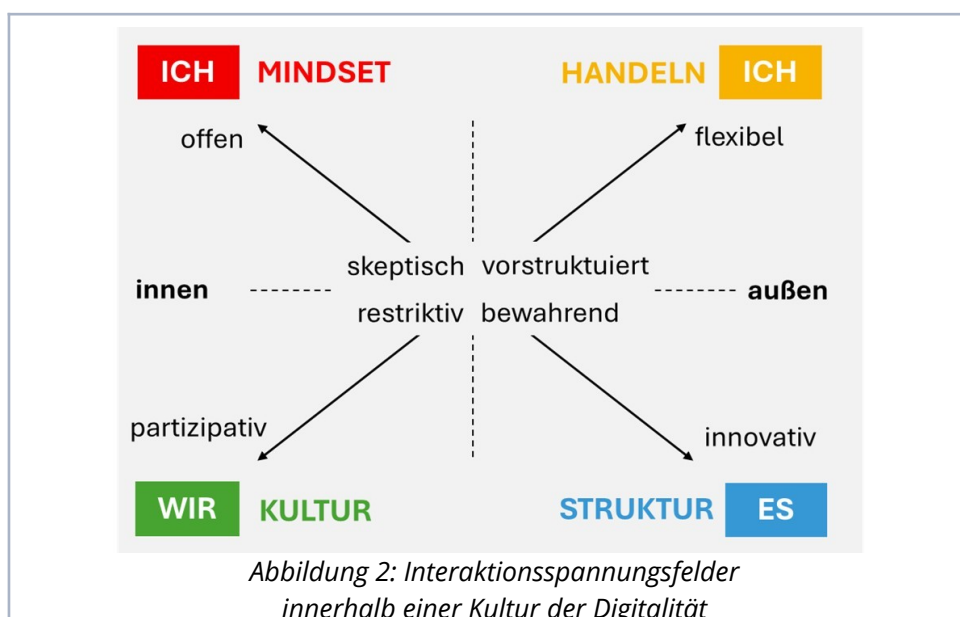 ICH MINDSET HANDELN ICH
offen flexibel
skeptisch vorstruktuiert
innen außen
restriktiv bewahrend
partizipativ innovativ
WIR KULTUR STRUKTUR ES
Abbildung 2: Interaktionsspannungsfelder
innerhalb einer Kultur der Digitalität